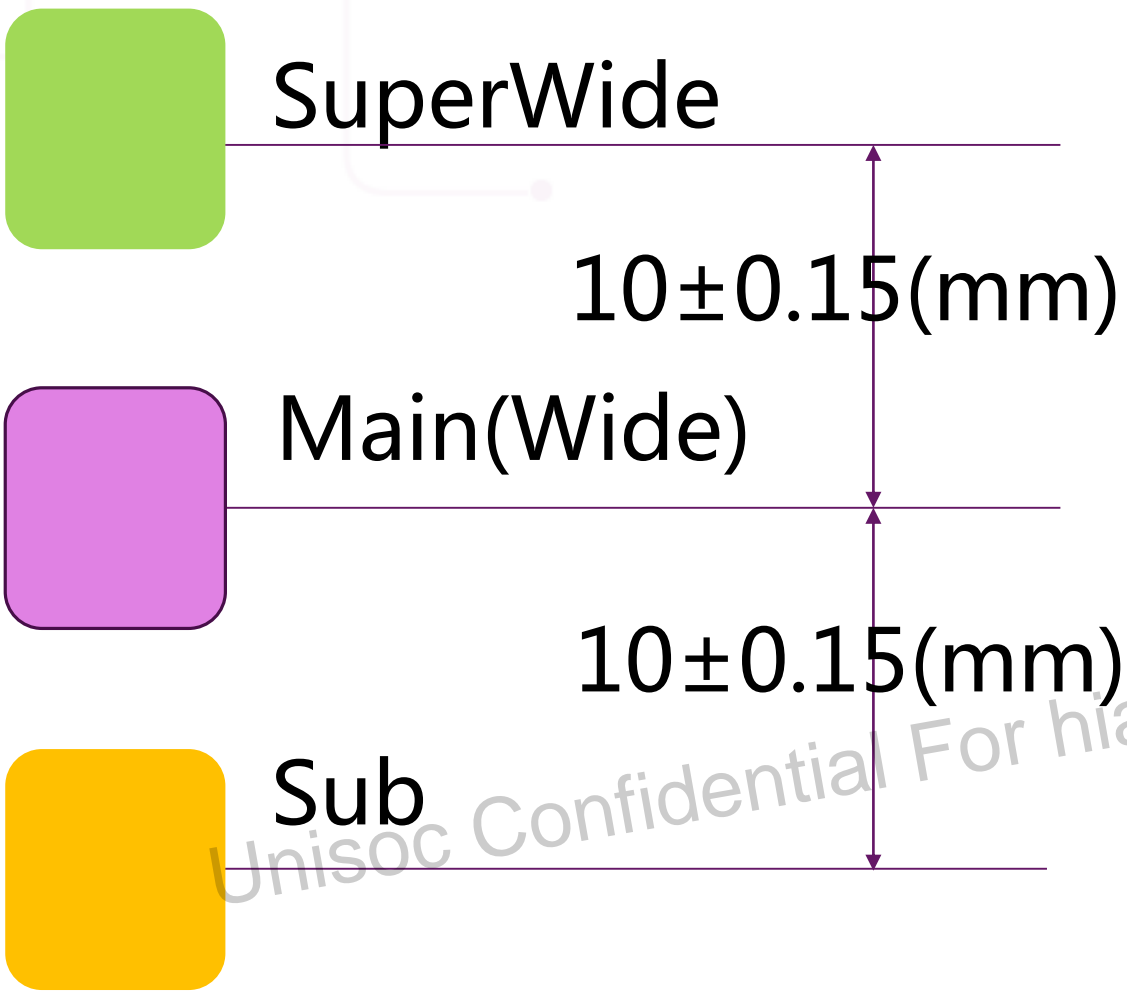 SuperWide
10±0.15(mm)
Main(Wide)
10±0.15(mm)
Sub
Unisoc Confidential For